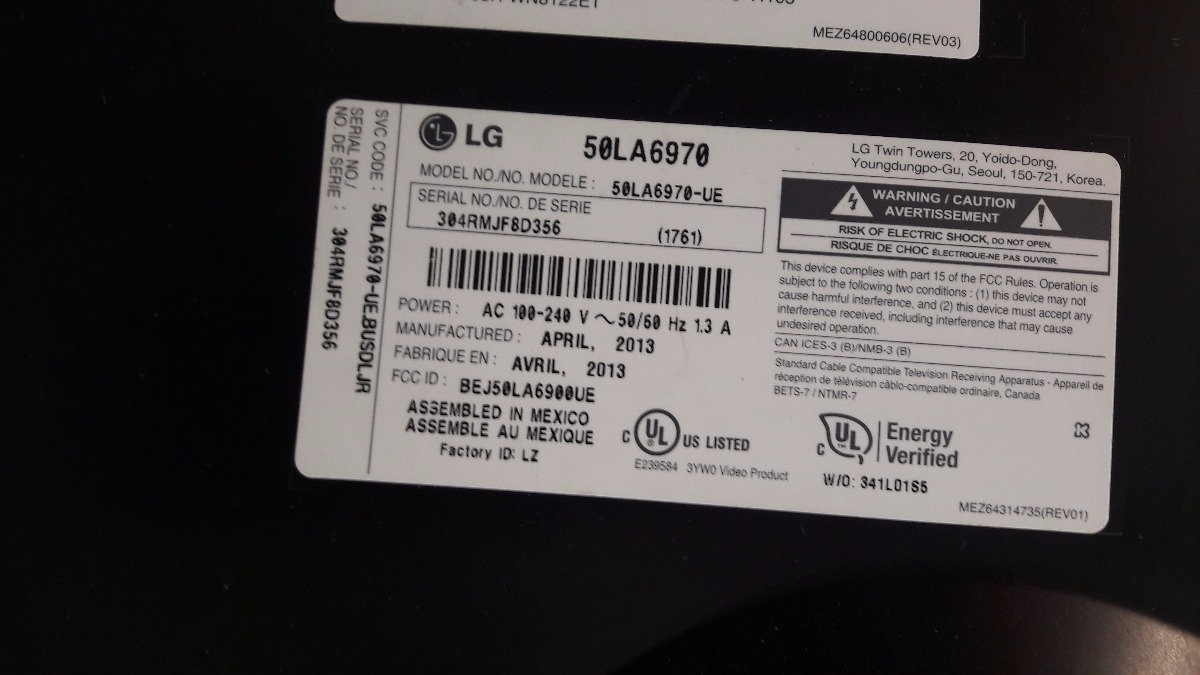 MEZ64800606(REV03)
SVC CODE : 50LA6970-UE.BUSDLJR
SERIAL NO./
NO. DE SERIE : 304RMJF8D356
LG
50LA6970
MODEL NO./NO. MODELE : 50LA6970-UE
SERIAL NO./NO. DE SERIE
304RMJF8D356 (1761)
POWER : AC 100-240 V ~ 50/60 Hz 1.3 A
MANUFACTURED : APRIL, 2013
FABRIQUE EN : AVRIL, 2013
FCC ID : BEJ50LA6900UE
ASSEMBLED IN MEXICO
ASSEMBLE AU MEXIQUE
Factory ID: LZ
C UL ® US LISTED
E239584 3YW0 Video Product
LG Twin Towers, 20, Yoido-Dong,
Youngdungpo-Gu, Seoul, 150-721, Korea.
WARNING / CAUTION
AVERTISSEMENT
RISK OF ELECTRIC SHOCK, DO NOT OPEN.
RISQUE DE CHOC ÉLECTRIQUE-NE PAS OUVRIR.
This device complies with part 15 of the FCC Rules. Operation is
subject to the following two conditions : (1) this device may not
cause harmful interference, and (2) this device must accept any
interference received, including interference that may cause
undesired operation.
CAN ICES-3 (B)/NMB-3 (B)
Standard Cable Compatible Television Receiving Apparatus - Appareil de
réception de télévision câblo-compatible ordinaire, Canada
BETS-7 / NTMR-7
C UL ™ Energy
Verified
W/O: 341L01S5
MEZ64314735(REV01)